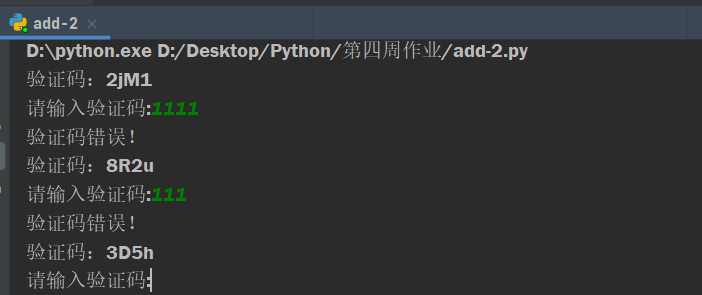 add-2
D:\python.exe D:/Desktop/Python/第四周作业/add-2.py
验证码：2jM1
请输入验证码:1111
验证码错误！
验证码：8R2u
请输入验证码:111
验证码错误！
验证码：3D5h
请输入验证码: